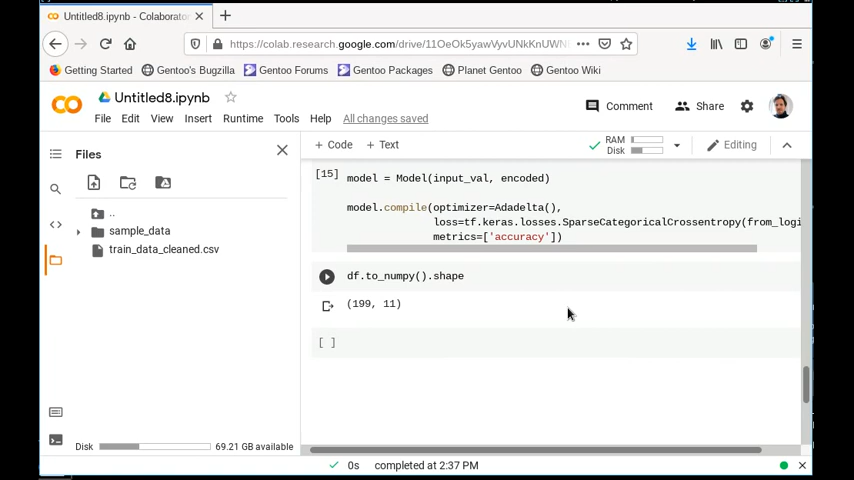 Untitled8.ipynb - Colaborator
https://colab.research.google.com/drive/11OeOk5yawVyvUNkKnUWN
Getting Started Gentoo's Bugzilla Gentoo Forums Gentoo Packages Planet Gentoo Gentoo Wiki
Untitled8.ipynb
Comment Share
File Edit View Insert Runtime Tools Help All changes saved
+ Code + Text
RAM
Disk
Editing
Files
..
sample_data
train_data_cleaned.csv
Disk 69.21 GB available
[15] model = Model(input_val, encoded)
model.compile(optimizer=Adadelta(),
loss=tf.keras.losses.SparseCategoricalCrossentropy(from_logi
metrics=['accuracy'])
df.to_numpy().shape
(199, 11)
[ ]
0s completed at 2:37 PM